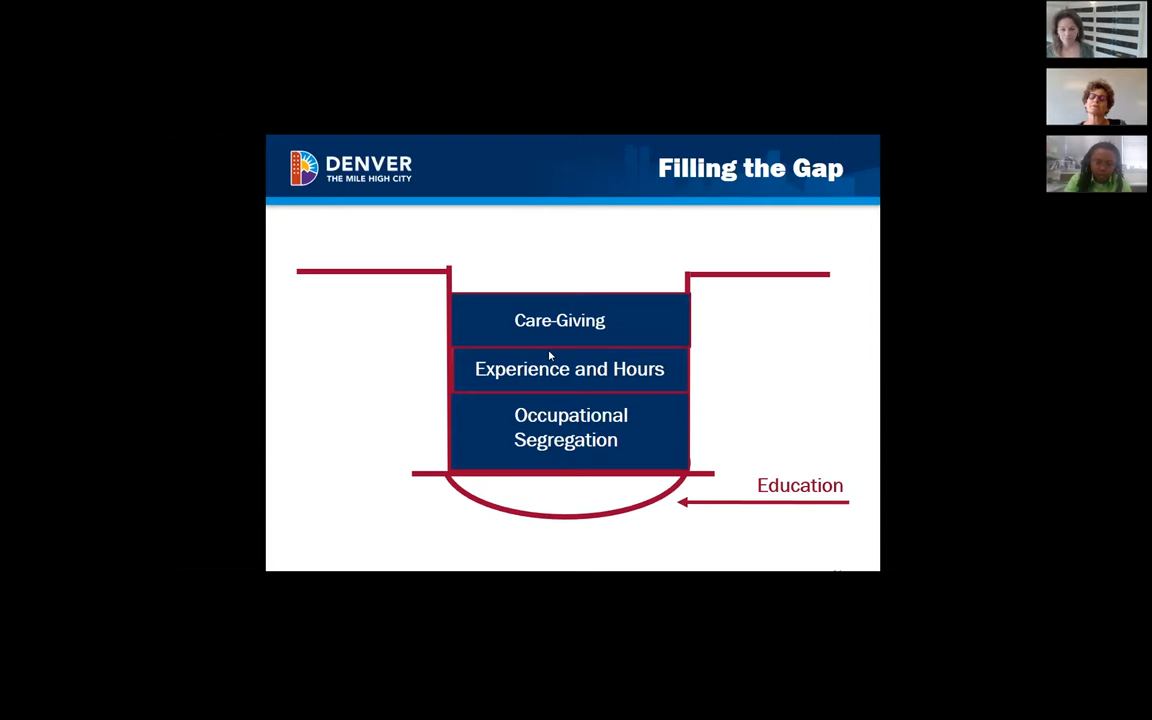 DENVER
THE MILE HIGH CITY
Filling the Gap
Care-Giving
Experience and Hours
Occupational
Segregation
Education